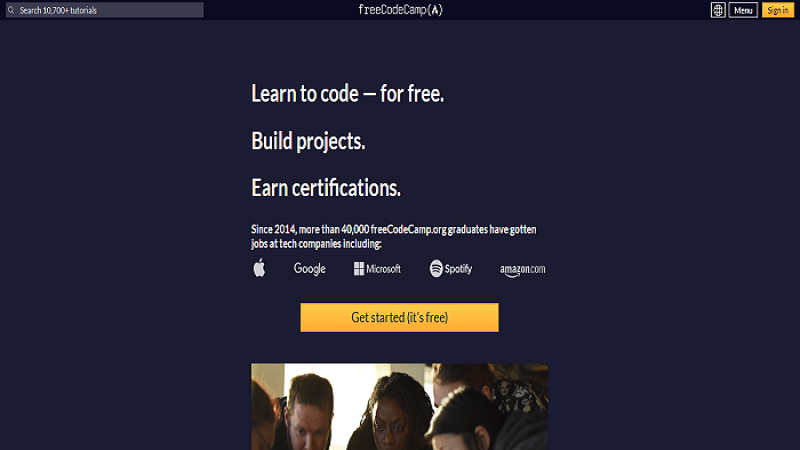 Search 10,700+ tutorials
freeCodeCamp(🔥)
Menu
Sign in
Learn to code — for free.
Build projects.
Earn certifications.
Since 2014, more than 40,000 freeCodeCamp.org graduates have gotten
jobs at tech companies including:
Google
Microsoft
Spotify
amazon.com
Get started (it's free)